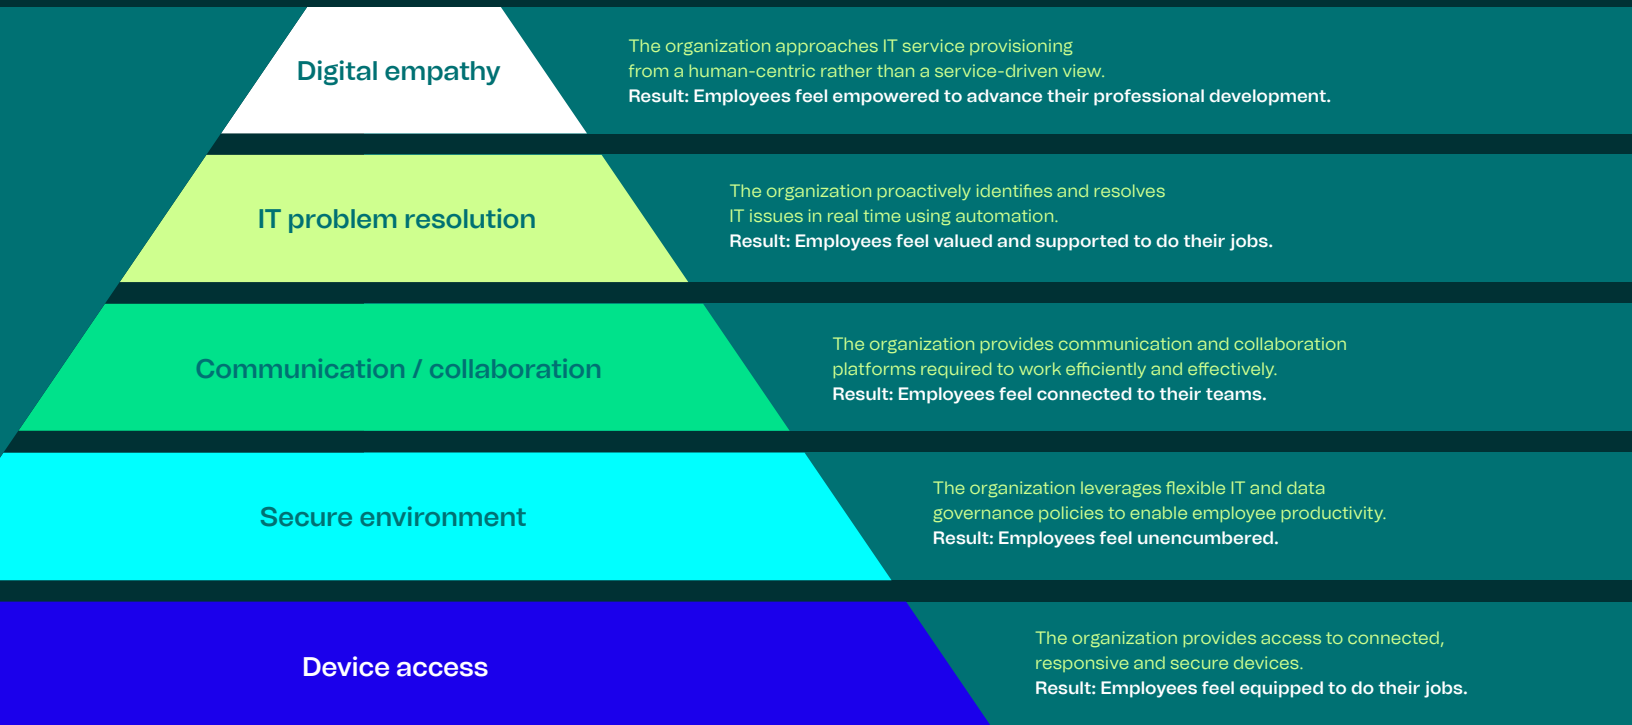 Digital empathy
The organization approaches IT service provisioning
from a human-centric rather than a service-driven view.
Result: Employees feel empowered to advance their professional development.
IT problem resolution
The organization proactively identifies and resolves
IT issues in real time using automation.
Result: Employees feel valued and supported to do their jobs.
Communication / collaboration
The organization provides communication and collaboration
platforms required to work efficiently and effectively.
Result: Employees feel connected to their teams.
Secure environment
The organization leverages flexible IT and data
governance policies to enable employee productivity.
Result: Employees feel unencumbered.
Device access
The organization provides access to connected,
responsive and secure devices.
Result: Employees feel equipped to do their jobs.